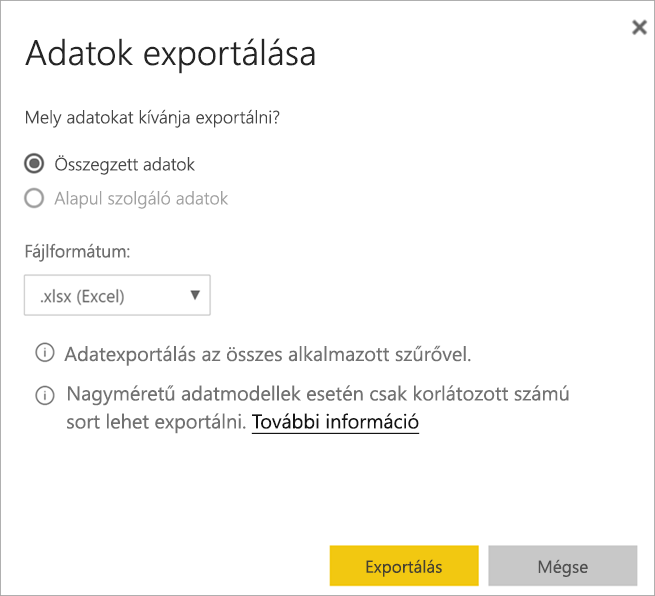 Adatok exportálása
Mely adatokat kívánja exportálni?
Összegzett adatok
Alapul szolgáló adatok
Fájlformátum:
.xlsx (Excel)
Adatexportálás az összes alkalmazott szűrővel.
Nagyméretű adatmodellek esetén csak korlátozott számú
sort lehet exportálni. További információ
Exportálás
Mégse